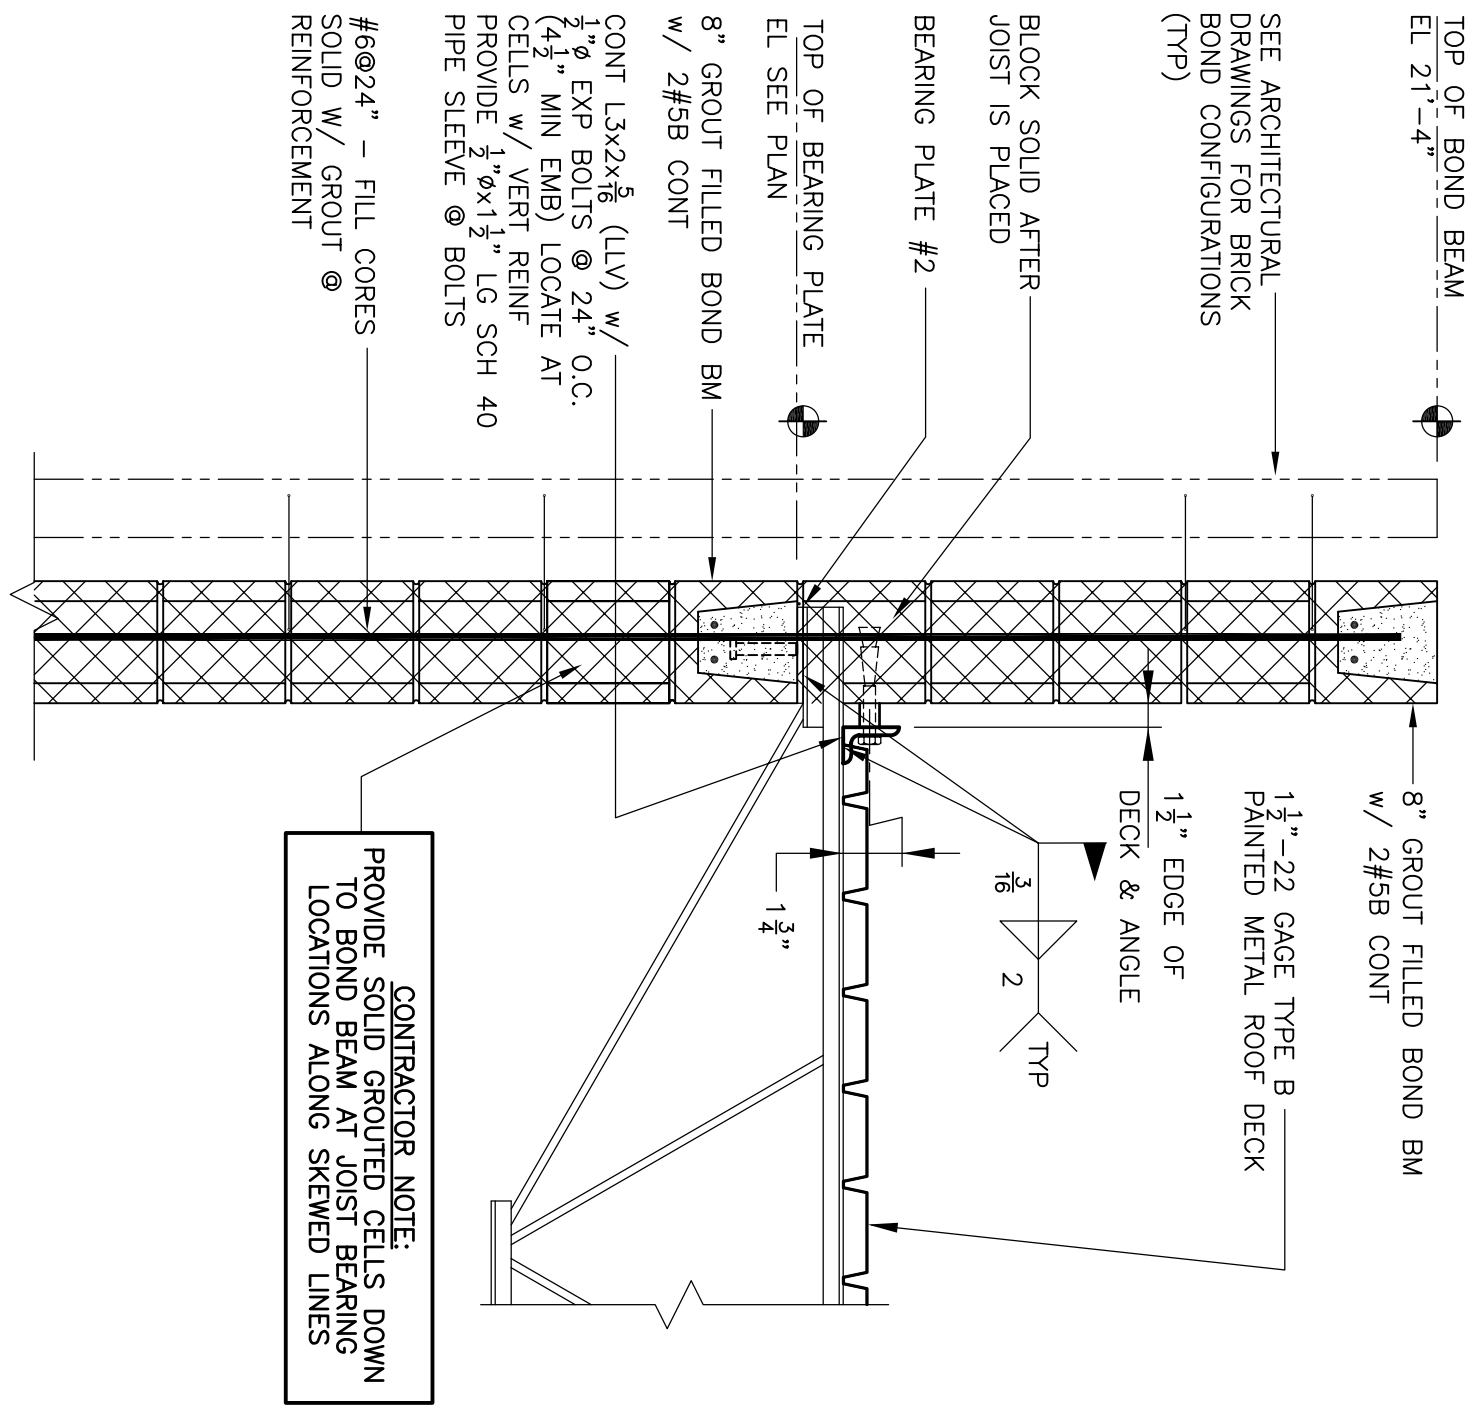 TOP OF BOND BEAM
EL 21'-4"
SEE ARCHITECTURAL
DRAWINGS FOR BRICK
BOND CONFIGURATIONS
(TYP)
BLOCK SOLID AFTER
JOIST IS PLACED
BEARING PLATE #2
TOP OF BEARING PLATE
EL SEE PLAN
8" GROUT FILLED BOND BM
w/ 2#5B CONT
CONT L3x2x5/16 (LLV) w/
1/2"ø EXP BOLTS @ 24" O.C.
(4 1/2" MIN EMB) LOCATE AT
CELLS w/ VERT REINF
PROVIDE 1/2"øx1 1/2" LG SCH 40
PIPE SLEEVE @ BOLTS
#6@24" - FILL CORES
SOLID W/ GROUT @
REINFORCEMENT
8" GROUT FILLED BOND BM
w/ 2#5B CONT
1 1/2"-22 GAGE TYPE B
PAINTED METAL ROOF DECK
1 1/2" EDGE OF
DECK & ANGLE
3/16
2
TYP
1 3/4"
CONTRACTOR NOTE:
PROVIDE SOLID GROUTED CELLS DOWN
TO BOND BEAM AT JOIST BEARING
LOCATIONS ALONG SKEWED LINES